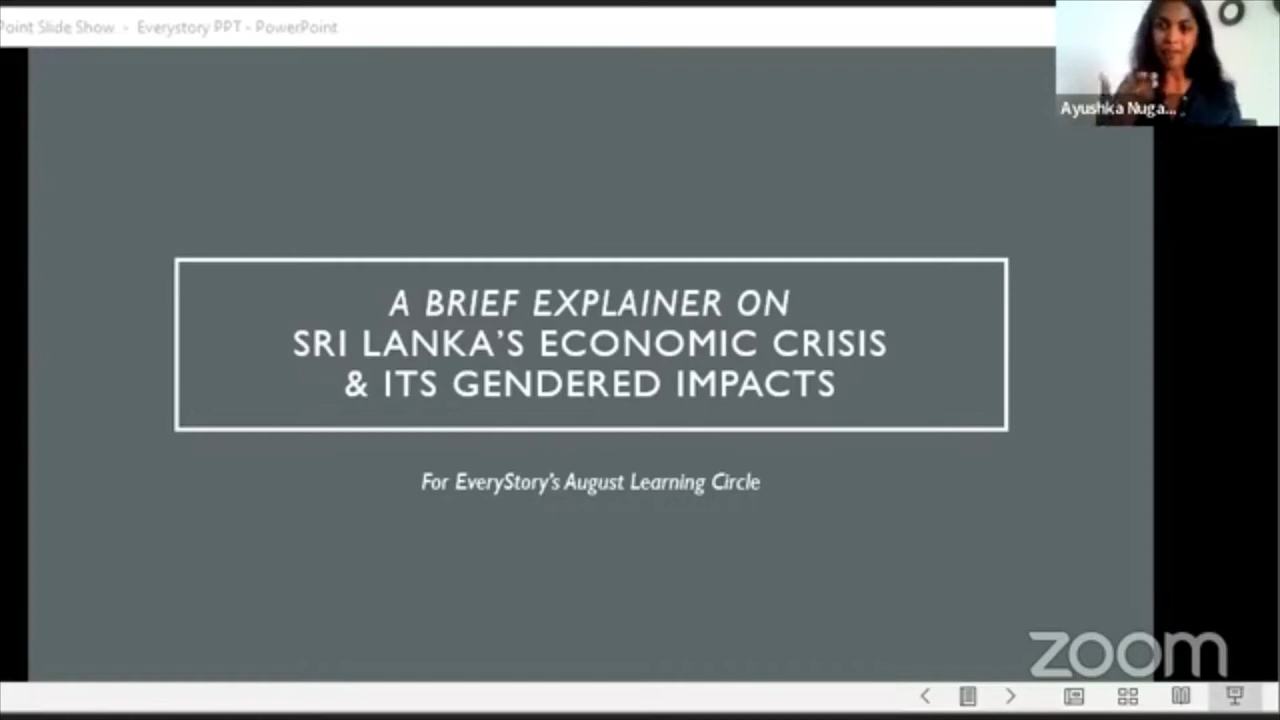 Point Slide Show - Everystory PPT - PowerPoint
Ayushka Nuga...
A BRIEF EXPLAINER ON
SRI LANKA'S ECONOMIC CRISIS
& ITS GENDERED IMPACTS
For EveryStory's August Learning Circle
zoom